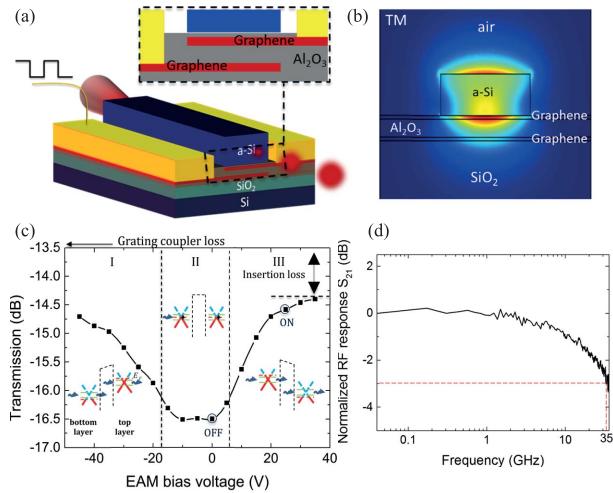 (a)
Graphene
Graphene
Al₂O₃
a-Si
SiO₂
Si
(b)
TM
air
a-Si
Graphene
Al₂O₃
Graphene
SiO₂
(c)
-13.5
-14.0
-14.5
-15.0
-15.5
-16.0
-16.5
-17.0
Transmission (dB)
Grating coupler loss
I
II
III
Insertion loss
ON
OFF
bottom
layer
top
layer
-40
-20
0
20
40
EAM bias voltage (V)
(d)
Normalized RF response S₂₁ (dB)
3
0
-3
0.1
1
10
35
Frequency (GHz)